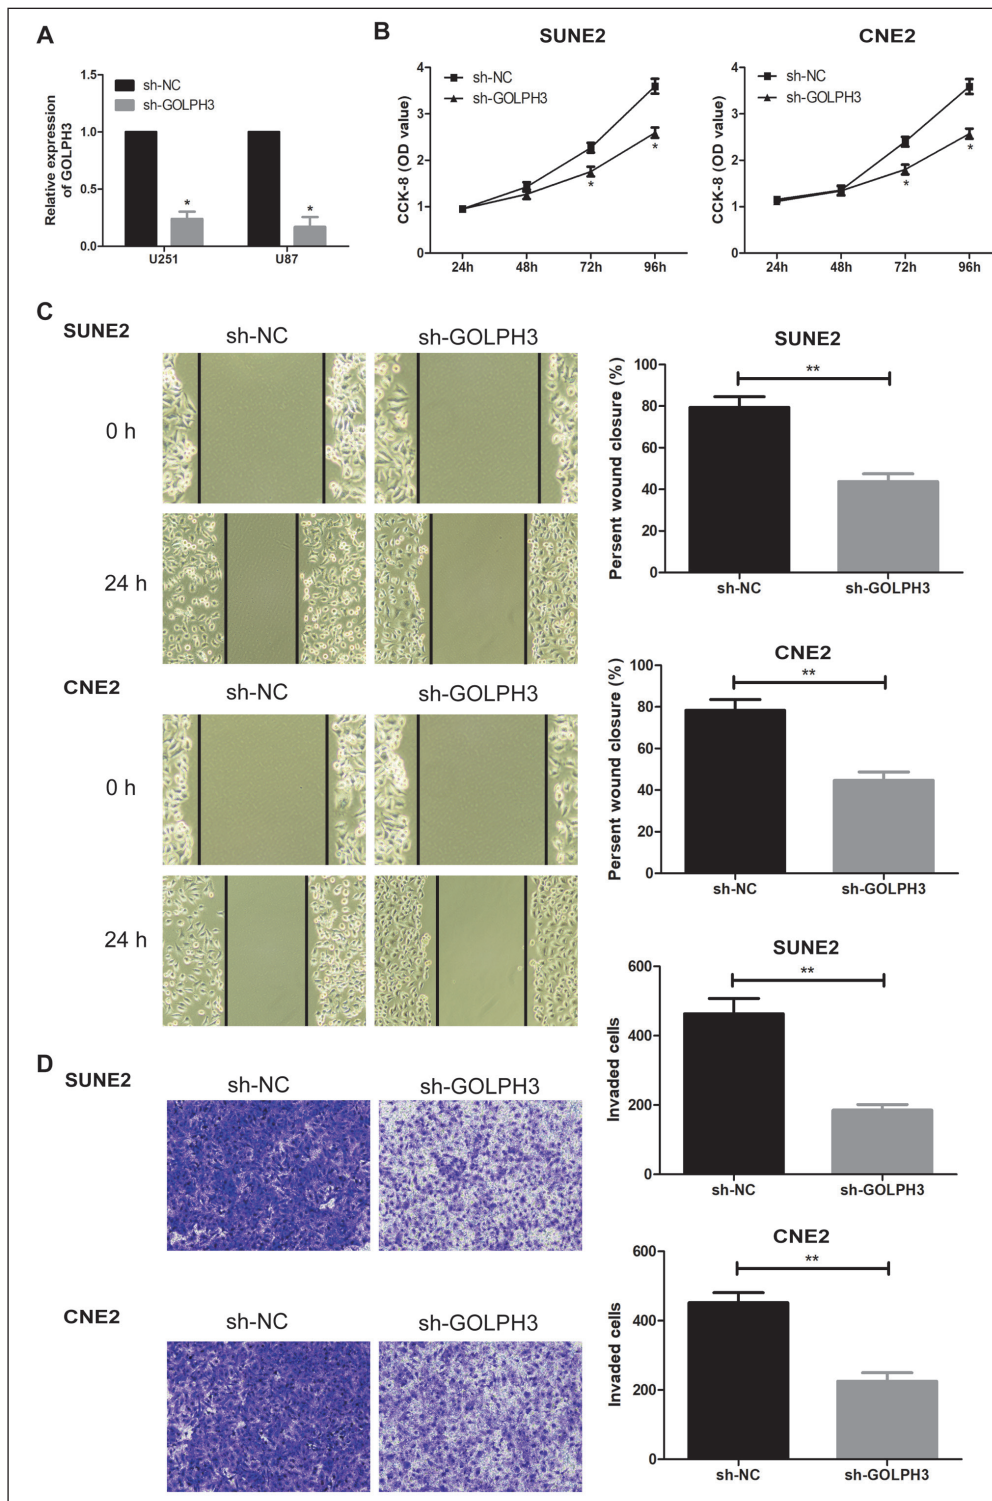 A
1.5
1.0
0.5
0.0
Relative expression
of GOLPH3
sh-NC
sh-GOLPH3
*
*
U251
U87
B
SUNE2
4
3
2
1
0
CCK-8 (OD value)
sh-NC
sh-GOLPH3
*
*
24h 48h 72h 96h
CNE2
4
3
2
1
0
CCK-8 (OD value)
sh-NC
sh-GOLPH3
*
*
24h 48h 72h 96h
C
SUNE2
sh-NC
sh-GOLPH3
0 h
24 h
SUNE2
Persent wound closure (%)
100
80
60
40
20
0
**
sh-NC
sh-GOLPH3
CNE2
sh-NC
sh-GOLPH3
0 h
24 h
CNE2
Persent wound closure (%)
100
80
60
40
20
0
**
sh-NC
sh-GOLPH3
D
SUNE2
sh-NC
sh-GOLPH3
SUNE2
Invaded cells
600
400
200
0
**
sh-NC
sh-GOLPH3
CNE2
sh-NC
sh-GOLPH3
CNE2
Invaded cells
600
400
200
0
**
sh-NC
sh-GOLPH3